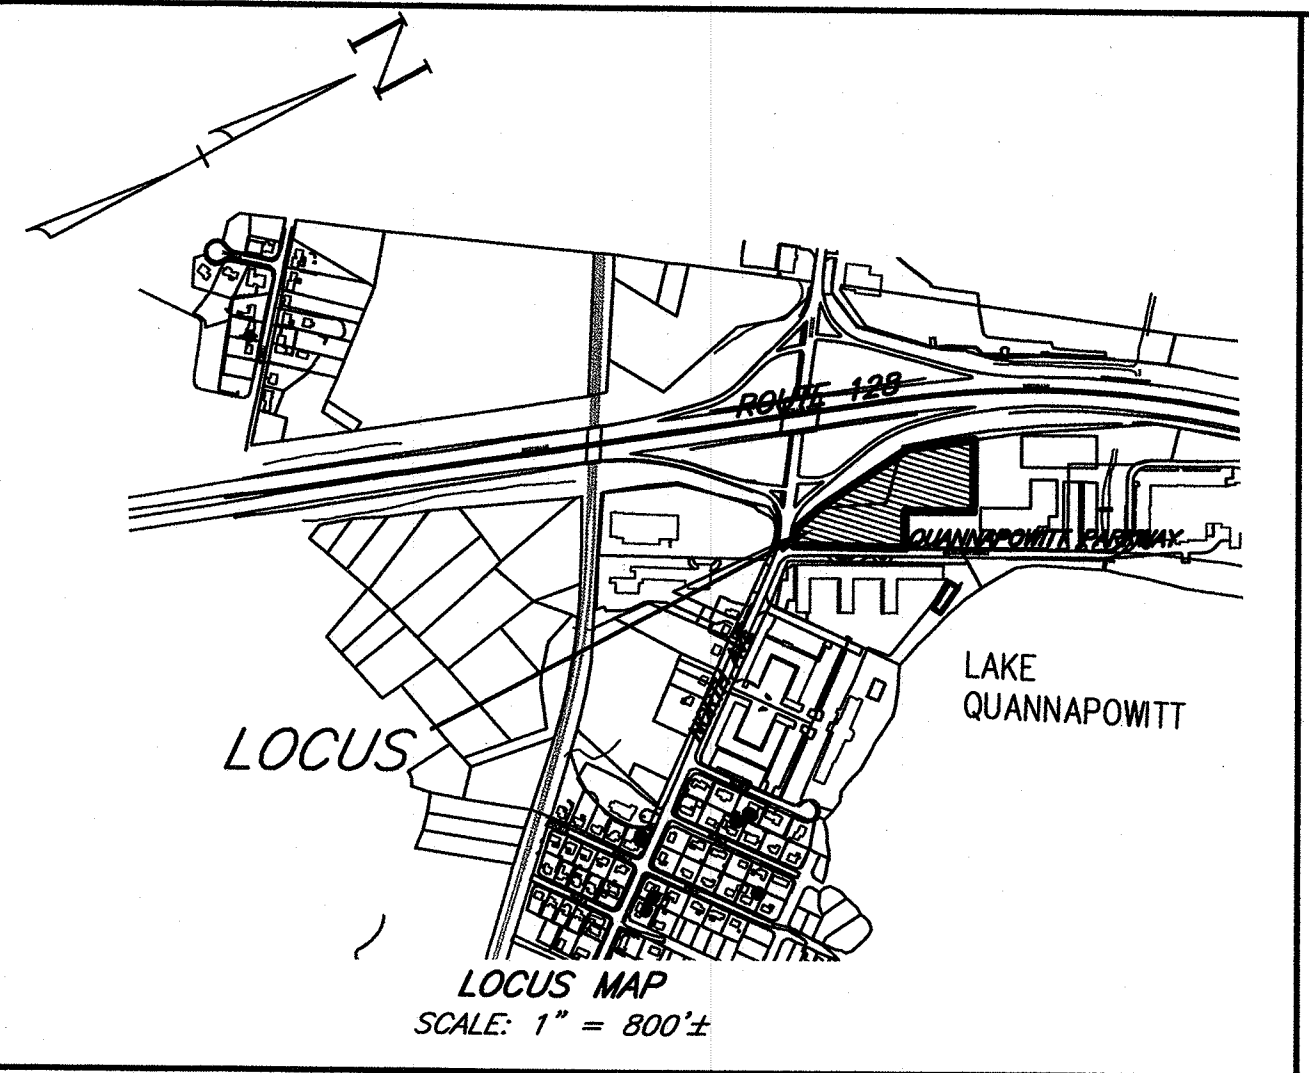 N
ROUTE 128
QUANNAPOWITT PARKWAY
LAKE
QUANNAPOWITT
LOCUS
LOCUS MAP
SCALE: 1" = 800'±